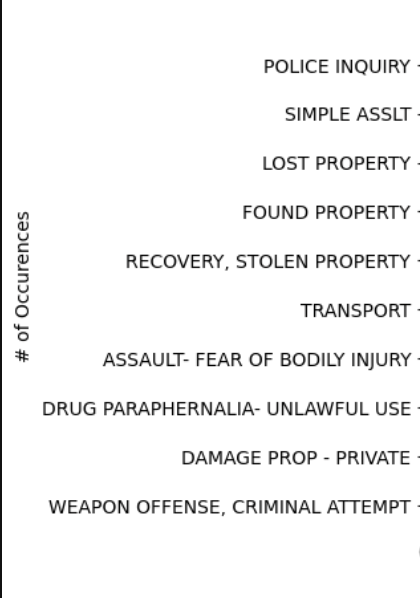 # of Occurences
POLICE INQUIRY
SIMPLE ASSLT
LOST PROPERTY
FOUND PROPERTY
RECOVERY, STOLEN PROPERTY
TRANSPORT
ASSAULT- FEAR OF BODILY INJURY
DRUG PARAPHERNALIA- UNLAWFUL USE
DAMAGE PROP - PRIVATE
WEAPON OFFENSE, CRIMINAL ATTEMPT